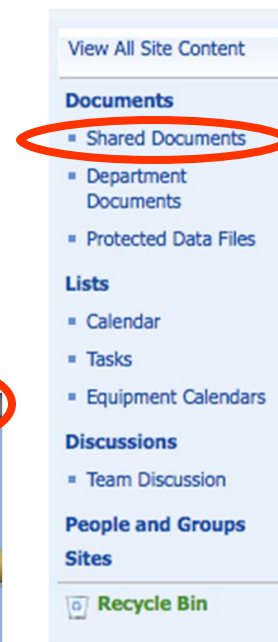 View All Site Content
Documents
Shared Documents
Department
Documents
Protected Data Files
Lists
Calendar
Tasks
Equipment Calendars
Discussions
Team Discussion
People and Groups
Sites
Recycle Bin